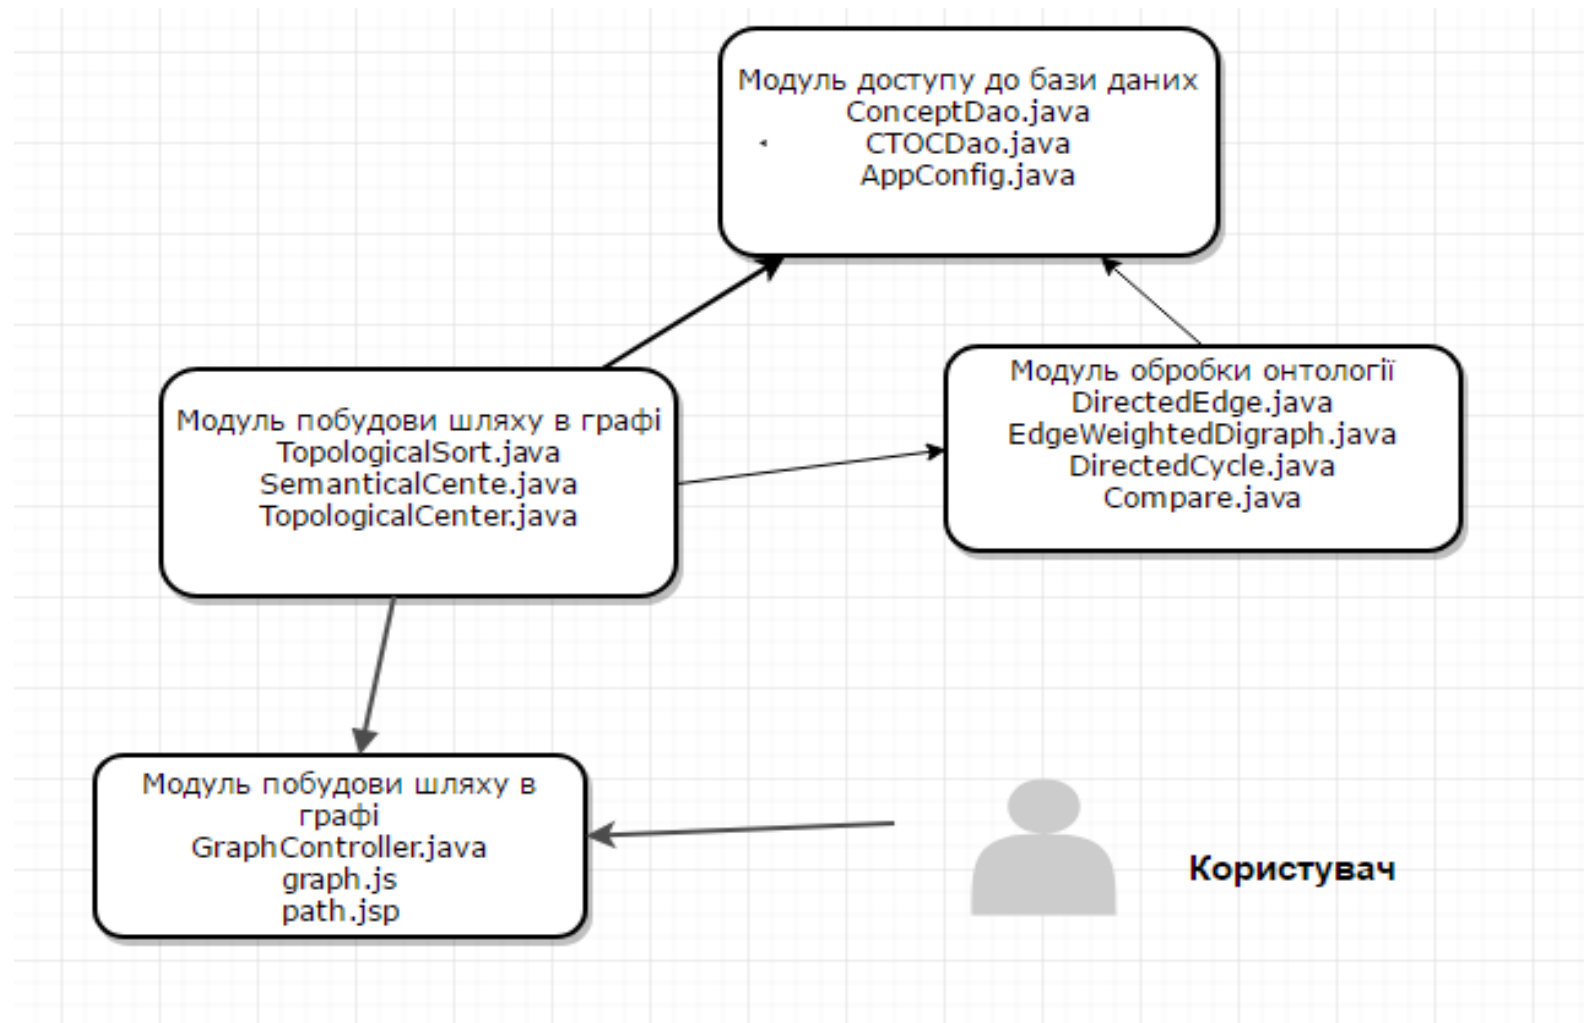 Модуль доступу до бази даних
ConceptDao.java
CTOCDao.java
AppConfig.java
Модуль обробки онтології
DirectedEdge.java
EdgeWeightedDigraph.java
DirectedCycle.java
Compare.java
Модуль побудови шляху в графі
TopologicalSort.java
SemanticalCente.java
TopologicalCenter.java
Модуль побудови шляху в
графі
GraphController.java
graph.js
path.jsp
Користувач